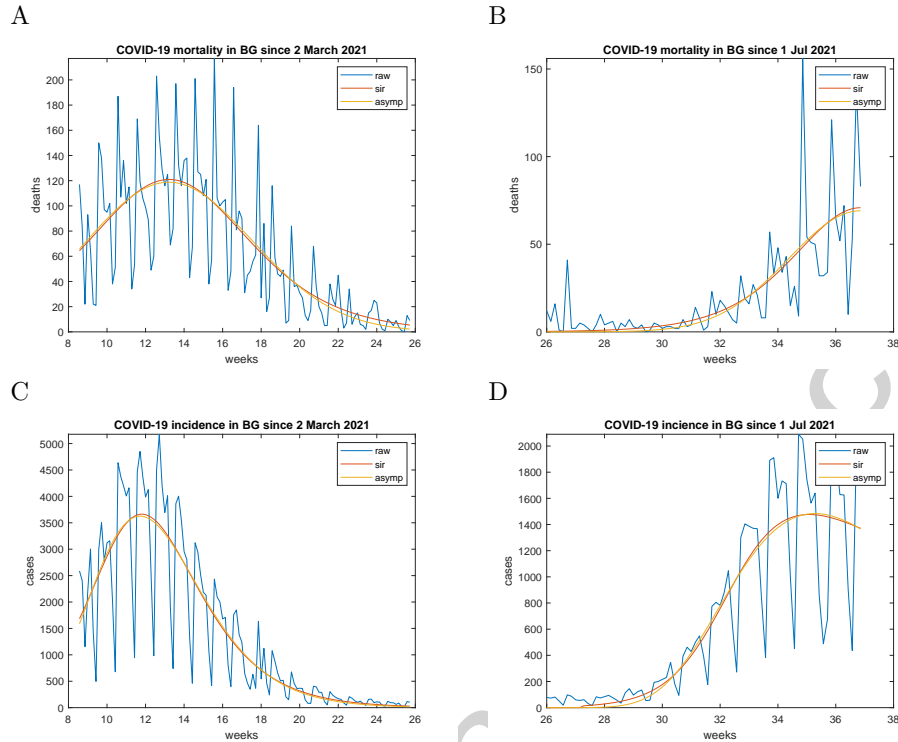 A
COVID-19 mortality in BG since 2 March 2021
raw
sir
asymp
deaths
200
180
160
140
120
100
80
60
40
20
0
8 10 12 14 16 18 20 22 24 26
weeks
B
COVID-19 mortality in BG since 1 Jul 2021
raw
sir
asymp
deaths
150
100
50
0
26 28 30 32 34 36 38
weeks
C
COVID-19 incidence in BG since 2 March 2021
raw
sir
asymp
cases
5000
4500
4000
3500
3000
2500
2000
1500
1000
500
0
8 10 12 14 16 18 20 22 24 26
weeks
D
COVID-19 incience in BG since 1 Jul 2021
raw
sir
asymp
cases
2000
1800
1600
1400
1200
1000
800
600
400
200
0
26 28 30 32 34 36 38
weeks